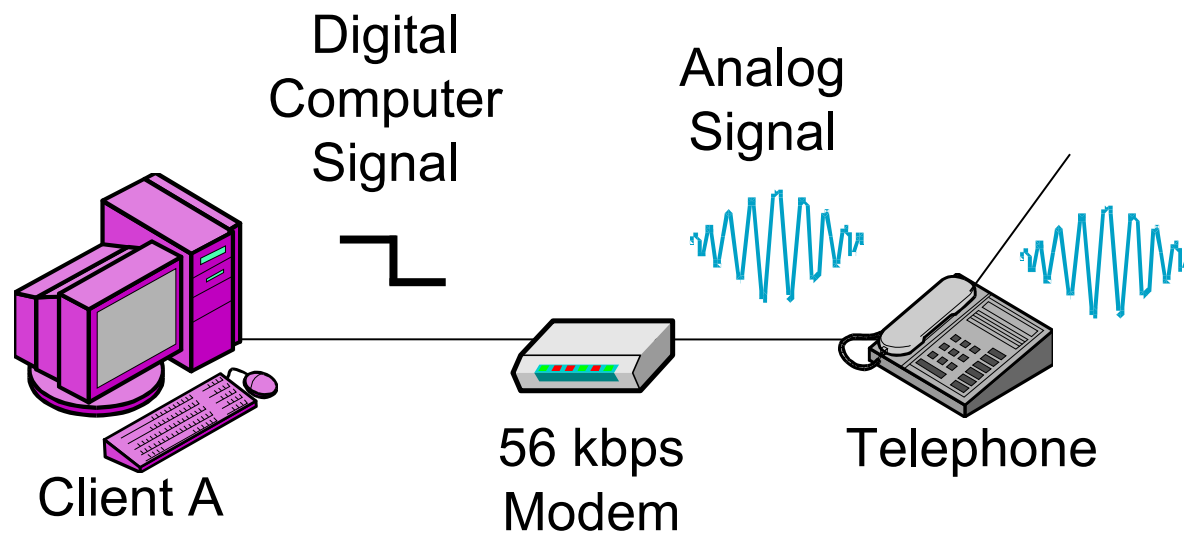 Digital
Computer
Signal
Analog
Signal
Client A
56 kbps
Modem
Telephone